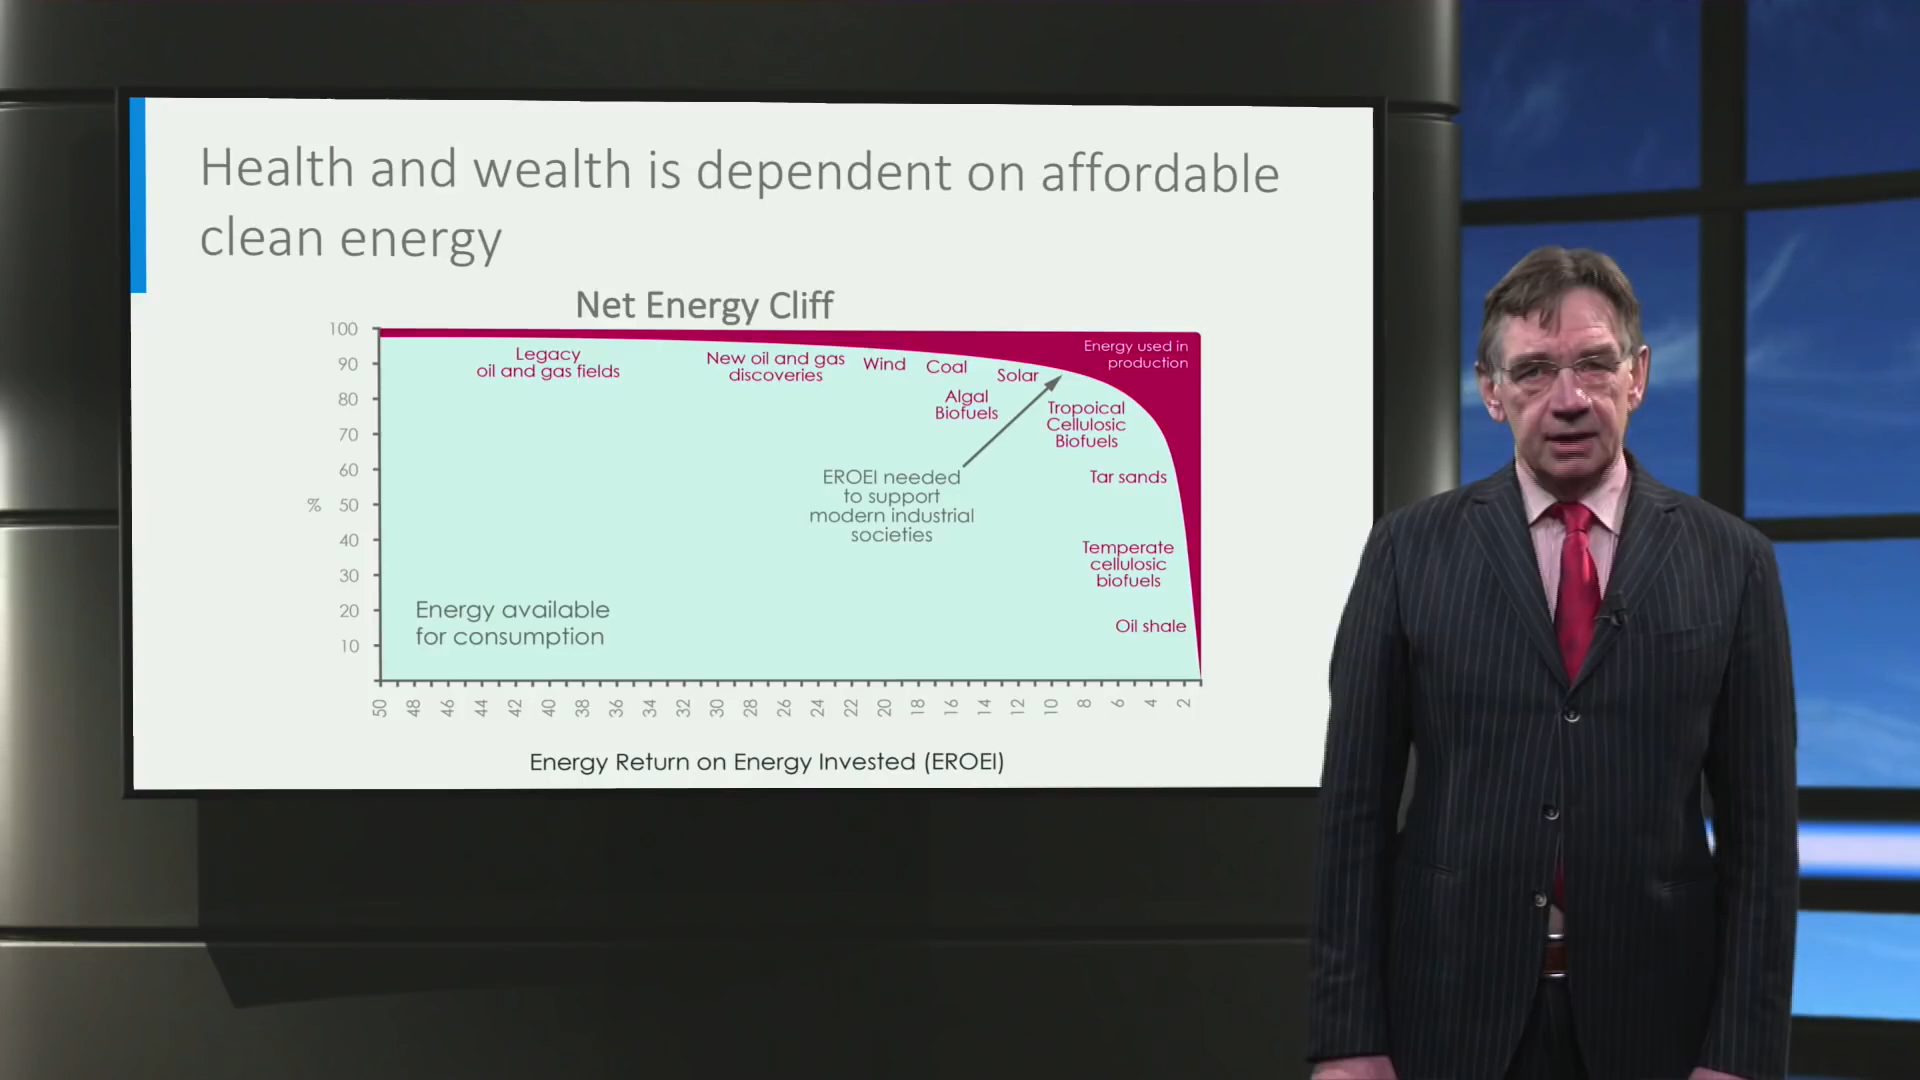 Health and wealth is dependent on affordable
clean energy
Net Energy Cliff
100
90
80
70
60
50
40
30
20
10
%
Legacy
oil and gas fields
New oil and gas
discoveries
Wind
Coal
Solar
Algal
Biofuels
Energy used in
production
Tropoical
Cellulosic
Biofuels
Tar sands
EROEI needed
to support
modern industrial
societies
Temperate
cellulosic
biofuels
Oil shale
Energy available
for consumption
50 48 46 44 42 40 38 36 34 32 30 28 26 24 22 20 18 16 14 12 10 8 6 4 2
Energy Return on Energy Invested (EROEI)